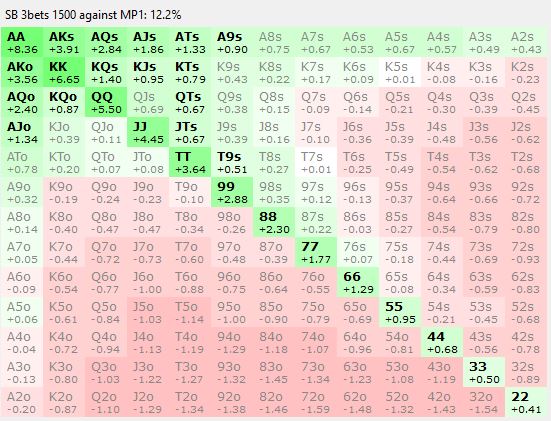 SB 3bets 1500 against MP1: 12.2%
AA AKs AQs AJs ATs A9s A8s A7s A6s A5s A4s A3s A2s
+8.36 +3.91 +2.84 +1.86 +1.33 +0.90 +0.75 +0.67 +0.53 +0.67 +0.57 +0.49 +0.43
AKo KK KQs KJs KTs K9s K8s K7s K6s K5s K4s K3s K2s
+3.56 +6.65 +1.40 +0.95 +0.79 +0.43 +0.22 +0.17 +0.09 +0.01 -0.08 -0.16 -0.23
AQo KQo QQ QJs QTs Q9s Q8s Q7s Q6s Q5s Q4s Q3s Q2s
+2.40 +0.87 +5.50 +0.69 +0.67 +0.38 +0.15 -0.09 -0.14 -0.21 -0.30 -0.39 -0.45
AJo KJo QJo JJ JTs J9s J8s J7s J6s J5s J4s J3s J2s
+1.34 +0.39 +0.11 +4.45 +0.67 +0.39 +0.16 -0.10 -0.36 -0.39 -0.48 -0.56 -0.62
ATo KTo QTo JTo TT T9s T8s T7s T6s T5s T4s T3s T2s
+0.78 +0.20 +0.07 +0.08 +3.64 +0.51 +0.27 +0.01 -0.25 -0.49 -0.54 -0.62 -0.68
A9o K9o Q9o J9o T9o 99 98s 97s 96s 95s 94s 93s 92s
+0.32 -0.19 -0.24 -0.23 -0.10 +2.88 +0.35 +0.12 -0.13 -0.37 -0.64 -0.66 -0.72
A8o K8o Q8o J8o T8o 98o 88 87s 86s 85s 84s 83s 82s
+0.14 -0.40 -0.47 -0.47 -0.34 -0.26 +2.30 +0.22 -0.03 -0.27 -0.54 -0.79 -0.80
A7o K7o Q7o J7o T7o 97o 87o 77 76s 75s 74s 73s 72s
+0.05 -0.44 -0.72 -0.73 -0.60 -0.48 -0.39 +1.77 +0.07 -0.18 -0.44 -0.69 -0.93
A6o K6o Q6o J6o T6o 96o 86o 76o 66 65s 64s 63s 62s
-0.09 -0.54 -0.77 -1.00 -0.88 -0.75 -0.64 -0.55 +1.29 -0.08 -0.34 -0.59 -0.83
A5o K5o Q5o J5o T5o 95o 85o 75o 65o 55 54s 53s 52s
+0.06 -0.61 -0.84 -1.03 -1.14 -1.00 -0.90 -0.79 -0.69 +0.95 -0.21 -0.45 -0.68
A4o K4o Q4o J4o T4o 94o 84o 74o 64o 54o 44 43s 42s
-0.04 -0.72 -0.94 -1.13 -1.19 -1.29 -1.18 -1.07 -0.96 -0.81 +0.68 -0.56 -0.78
A3o K3o Q3o J3o T3o 93o 83o 73o 63o 53o 43o 33 32s
-0.13 -0.80 -1.03 -1.22 -1.27 -1.32 -1.45 -1.34 -1.23 -1.08 -1.19 +0.50 -0.89
A2o K2o Q2o J2o T2o 92o 82o 72o 62o 52o 42o 32o 22
-0.20 -0.87 -1.10 -1.29 -1.34 -1.38 -1.46 -1.59 -1.48 -1.32 -1.43 -1.54 +0.41